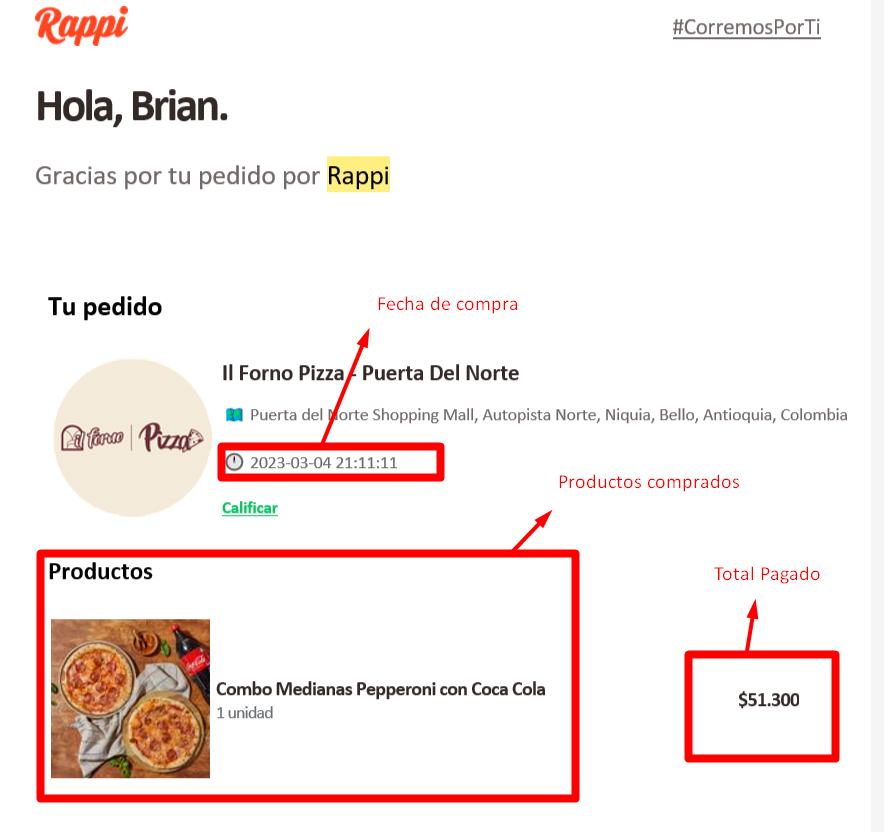 Rappi
#CorremosPorTi
Hola, Brian.
Gracias por tu pedido por Rappi
Tu pedido
Fecha de compra
Il Forno Pizza - Puerta Del Norte
Puerta del Norte Shopping Mall, Autopista Norte, Niquia, Bello, Antioquia, Colombia
il forno | Pizza
2023-03-04 21:11:11
Calificar
Productos comprados
Productos
Total Pagado
Coca-Cola
Combo Medianas Pepperoni con Coca Cola
1 unidad
$51.300